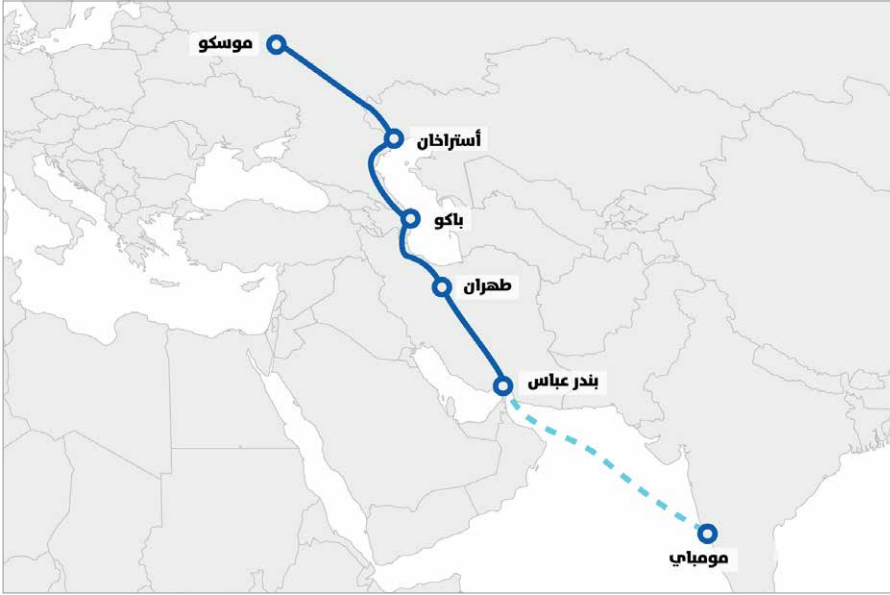 موسكو
أستراخان
باكو
طهران
بندر عباس
مومباي